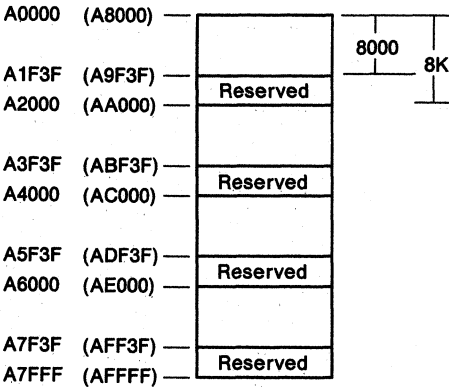 A0000 (A8000)
8000
8K
A1F3F (A9F3F)
Reserved
A2000 (AA000)
A3F3F (ABF3F)
Reserved
A4000 (AC000)
A5F3F (ADF3F)
Reserved
A6000 (AE000)
A7F3F (AFF3F)
Reserved
A7FFF (AFFFF)